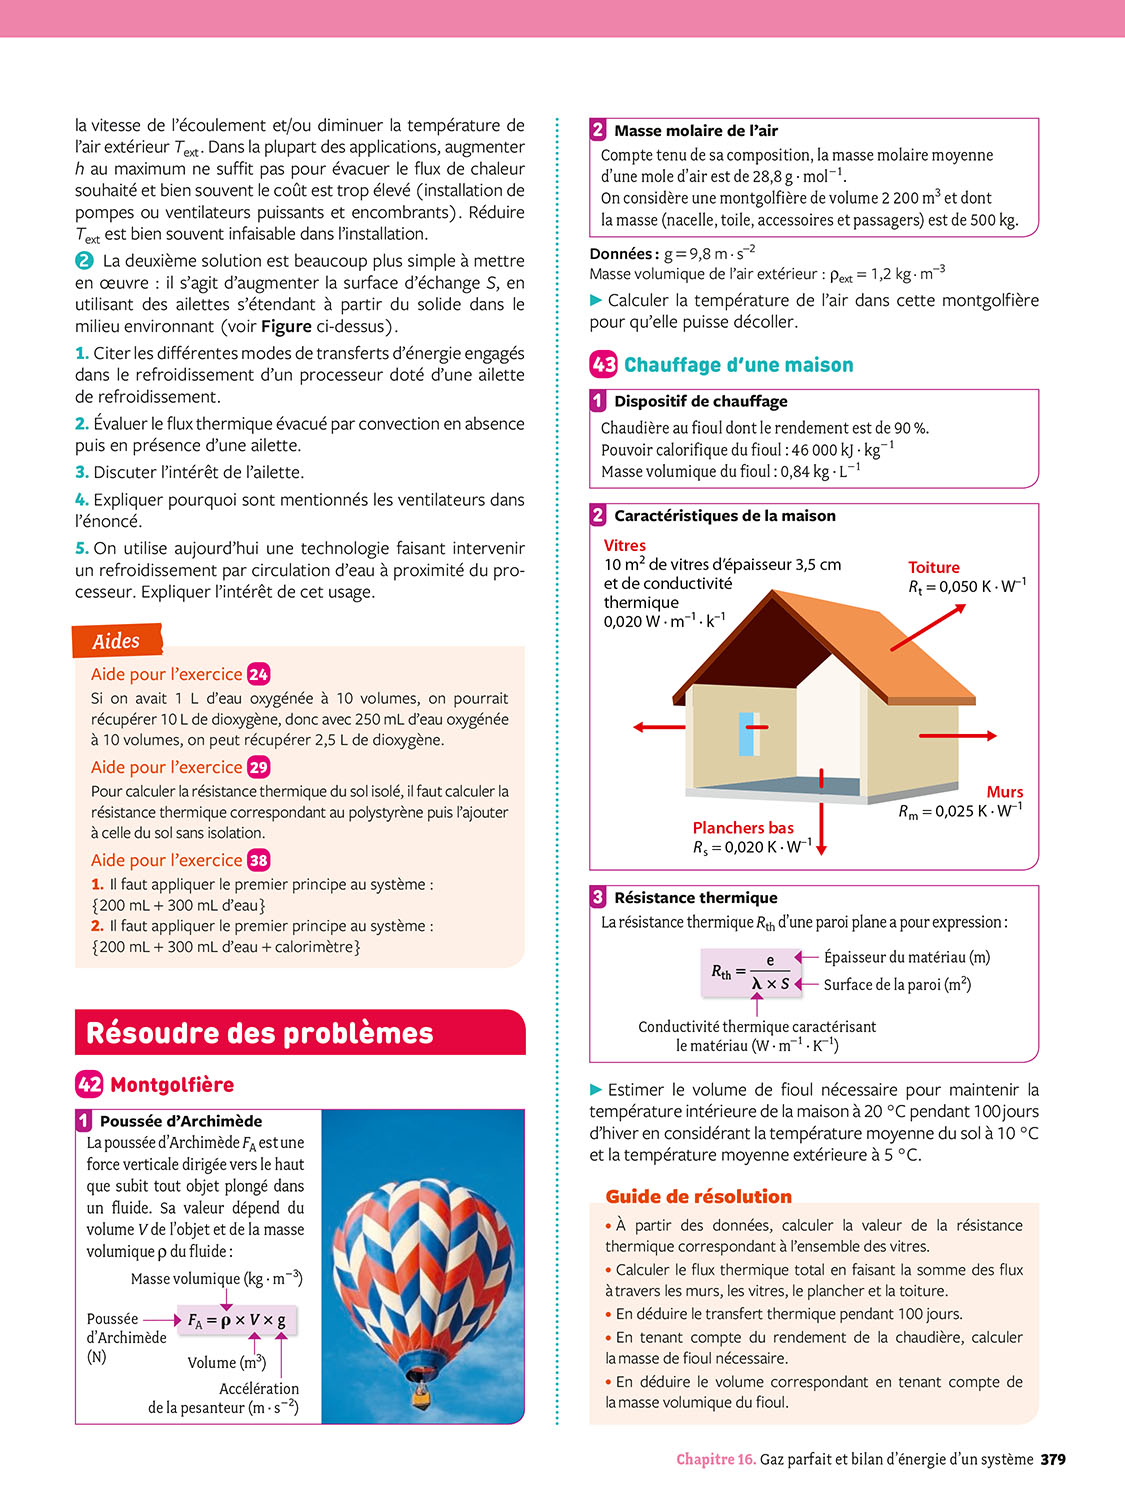 la vitesse de l'écoulement et/ou diminuer la température de
l'air extérieur Text. Dans la plupart des applications, augmenter
h au maximum ne suffit pas pour évacuer le flux de chaleur
souhaité et bien souvent le coût est trop élevé (installation de
pompes ou ventilateurs puissants et encombrants). Réduire
Text est bien souvent infaisable dans l'installation.
2 La deuxième solution est beaucoup plus simple à mettre
en œuvre : il s'agit d'augmenter la surface d'échange S, en
utilisant des ailettes s'étendant à partir du solide dans le
milieu environnant (voir Figure ci-dessus).
1. Citer les différentes modes de transferts d'énergie engagés
dans le refroidissement d'un processeur doté d'une ailette
de refroidissement.
2. Évaluer le flux thermique évacué par convection en absence
puis en présence d'une ailette.
3. Discuter l'intérêt de l'ailette.
4. Expliquer pourquoi sont mentionnés les ventilateurs dans
l'énoncé.
5. On utilise aujourd'hui une technologie faisant intervenir
un refroidissement par circulation d'eau à proximité du pro-
cesseur. Expliquer l'intérêt de cet usage.
Aides
Aide pour l'exercice 24
Si on avait 1 L d'eau oxygénée à 10 volumes, on pourrait
récupérer 10 L de dioxygène, donc avec 250 mL d'eau oxygénée
à 10 volumes, on peut récupérer 2,5 L de dioxygène.
Aide pour l'exercice 29
Pour calculer la résistance thermique du sol isolé, il faut calculer la
résistance thermique correspondant au polystyrène puis l'ajouter
à celle du sol sans isolation.
Aide pour l'exercice 38
1. Il faut appliquer le premier principe au système :
{200 mL + 300 mL d'eau}
2. Il faut appliquer le premier principe au système :
{200 mL + 300 mL d'eau + calorimètre}
Résoudre des problèmes
42 Montgolfière
1 Poussée d'Archimède
La poussée d'Archimède FA est une
force verticale dirigée vers le haut
que subit tout objet plongé dans
un fluide. Sa valeur dépend du
volume V de l'objet et de la masse
volumique ρ du fluide :
Masse volumique (kg · m⁻³)
Poussée
d'Archimède
(N)
FA = ρ × V × g
Volume (m³)
Accélération
de la pesanteur (m · s⁻²)
2 Masse molaire de l'air
Compte tenu de sa composition, la masse molaire moyenne
d'une mole d'air est de 28,8 g · mol⁻¹.
On considère une montgolfière de volume 2 200 m³ et dont
la masse (nacelle, toile, accessoires et passagers) est de 500 kg.
Données : g = 9,8 m · s⁻²
Masse volumique de l'air extérieur : ρext = 1,2 kg · m⁻³
► Calculer la température de l'air dans cette montgolfière
pour qu'elle puisse décoller.
43 Chauffage d'une maison
1 Dispositif de chauffage
Chaudière au fioul dont le rendement est de 90 %.
Pouvoir calorifique du fioul : 46 000 kJ · kg⁻¹
Masse volumique du fioul : 0,84 kg · L⁻¹
2 Caractéristiques de la maison
Vitres
10 m² de vitres d'épaisseur 3,5 cm
et de conductivité
thermique
0,020 W · m⁻¹ · k⁻¹
Toiture
Rt = 0,050 K · W⁻¹
Murs
Rm = 0,025 K · W⁻¹
Planchers bas
Rs = 0,020 K · W⁻¹
3 Résistance thermique
La résistance thermique Rth d'une paroi plane a pour expression :
Rth = e / (λ × S)
Épaisseur du matériau (m)
Surface de la paroi (m²)
Conductivité thermique caractérisant
le matériau (W · m⁻¹ · K⁻¹)
► Estimer le volume de fioul nécessaire pour maintenir la
température intérieure de la maison à 20 °C pendant 100 jours
d'hiver en considérant la température moyenne du sol à 10 °C
et la température moyenne extérieure à 5 °C.
Guide de résolution
• À partir des données, calculer la valeur de la résistance
thermique correspondant à l'ensemble des vitres.
• Calculer le flux thermique total en faisant la somme des flux
à travers les murs, les vitres, le plancher et la toiture.
• En déduire le transfert thermique pendant 100 jours.
• En tenant compte du rendement de la chaudière, calculer
la masse de fioul nécessaire.
• En déduire le volume correspondant en tenant compte de
la masse volumique du fioul.
Chapitre 16. Gaz parfait et bilan d'énergie d'un système 379